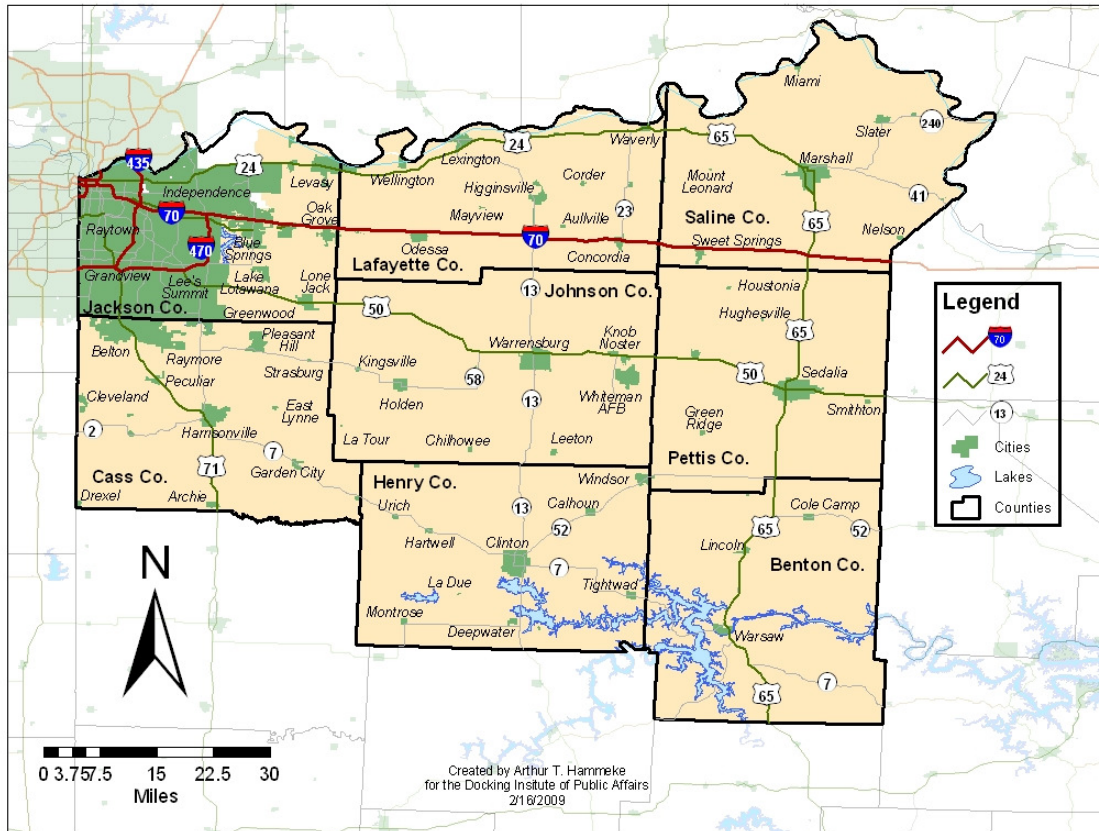 Miami
240
Slater
65
24
Waverly
Marshall
435
24
Lexington
Independence
Levasy
Wellington
Higginsville
Corder
Mount
Leonard
41
70
Oak
Grove
Mayview
Aullville
23
Saline Co.
65
Nelson
Raytown
470
Blue
Springs
Odessa
70
Concordia
Sweet Springs
Grandview
Lee's
Summit
Lake
Lotawana
Lone
Jack
Lafayette Co.
13
Johnson Co.
Houstonia
Jackson Co.
Greenwood
50
Hughesville
65
Belton
Raymore
Pleasant
Hill
Kingsville
Warrensburg
Knob
Noster
50
Sedalia
Peculiar
Strasburg
58
Cleveland
Holden
13
Whiteman
AFB
Smithton
East
Lynne
Green
Ridge
2
Harrisonville
La Tour
Chilhowee
Leeton
7
Cass Co.
71
Garden City
Henry Co.
Windsor
Pettis Co.
Drexel
Archie
Urich
13
Calhoun
Cole Camp
52
65
52
Hartwell
Clinton
Lincoln
7
Benton Co.
La Due
Tightwad
Montrose
Deepwater
Warsaw
65
7
Legend
70
24
13
Cities
Lakes
Counties
N
0 3.75 7.5 15 22.5 30
Miles
Created by Arthur T. Hammeke
for the Docking Insitute of Public Affairs
2/16/2009